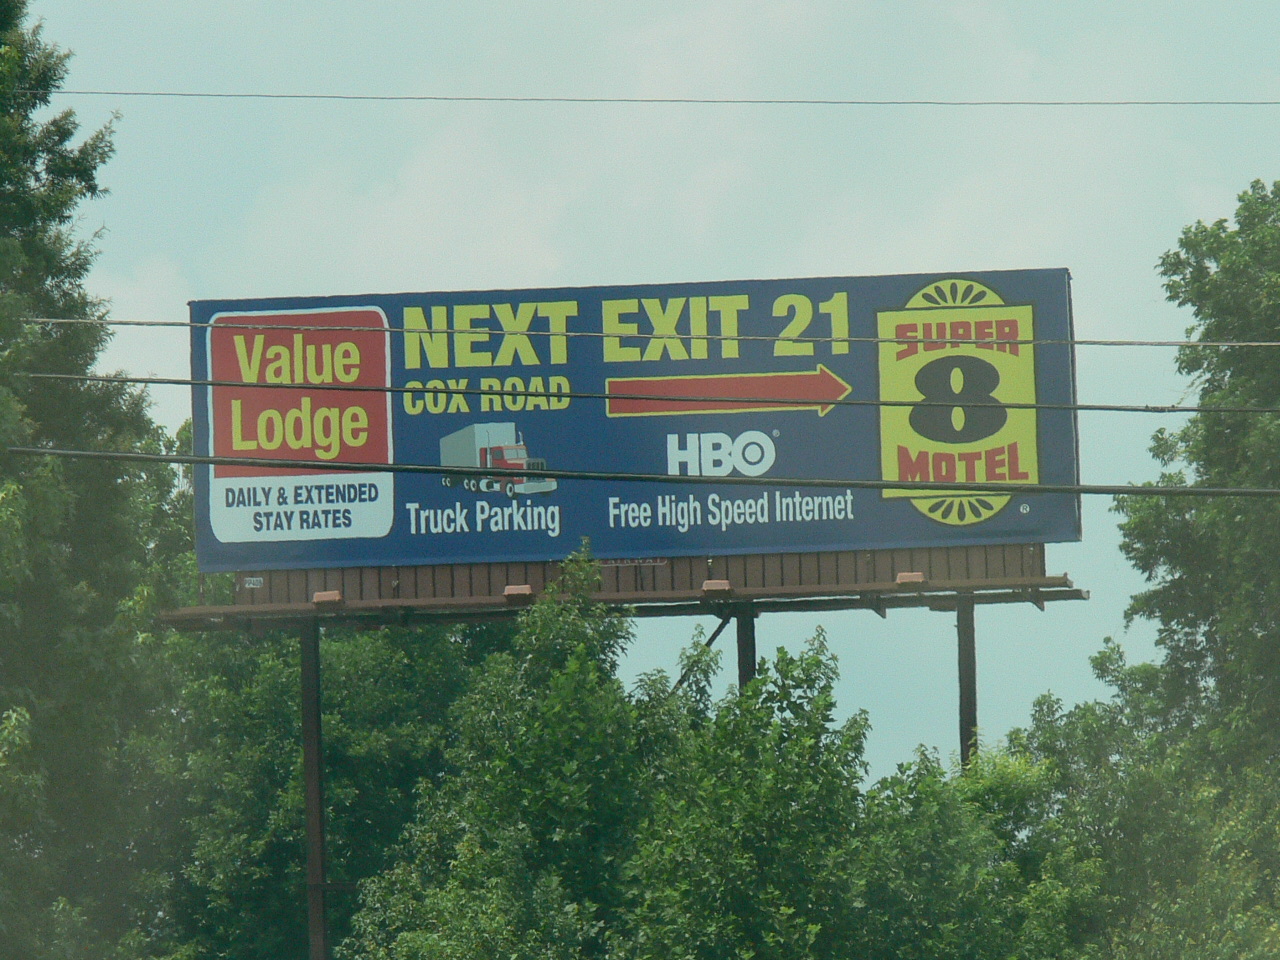 Value
Lodge
DAILY & EXTENDED
STAY RATES
NEXT EXIT 21
COX ROAD
Truck Parking
HBO®
Free High Speed Internet
SUPER
8
MOTEL
®